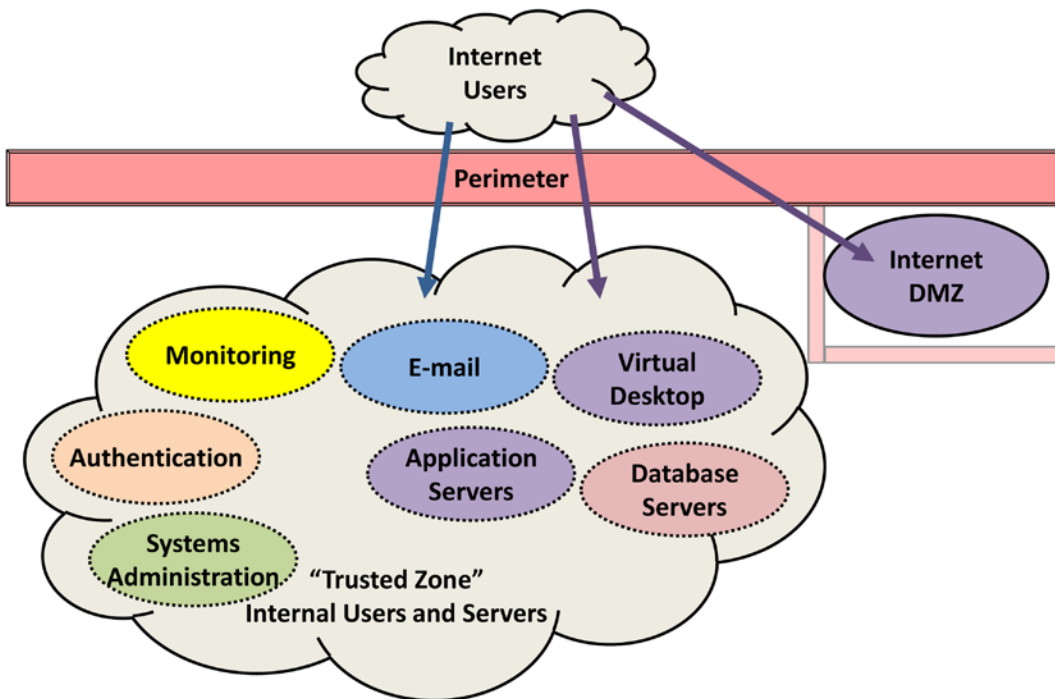 Internet
Users
Perimeter
Internet
DMZ
Monitoring
E-mail
Virtual
Desktop
Authentication
Application
Servers
Database
Servers
Systems
Administration
“Trusted Zone”
Internal Users and Servers